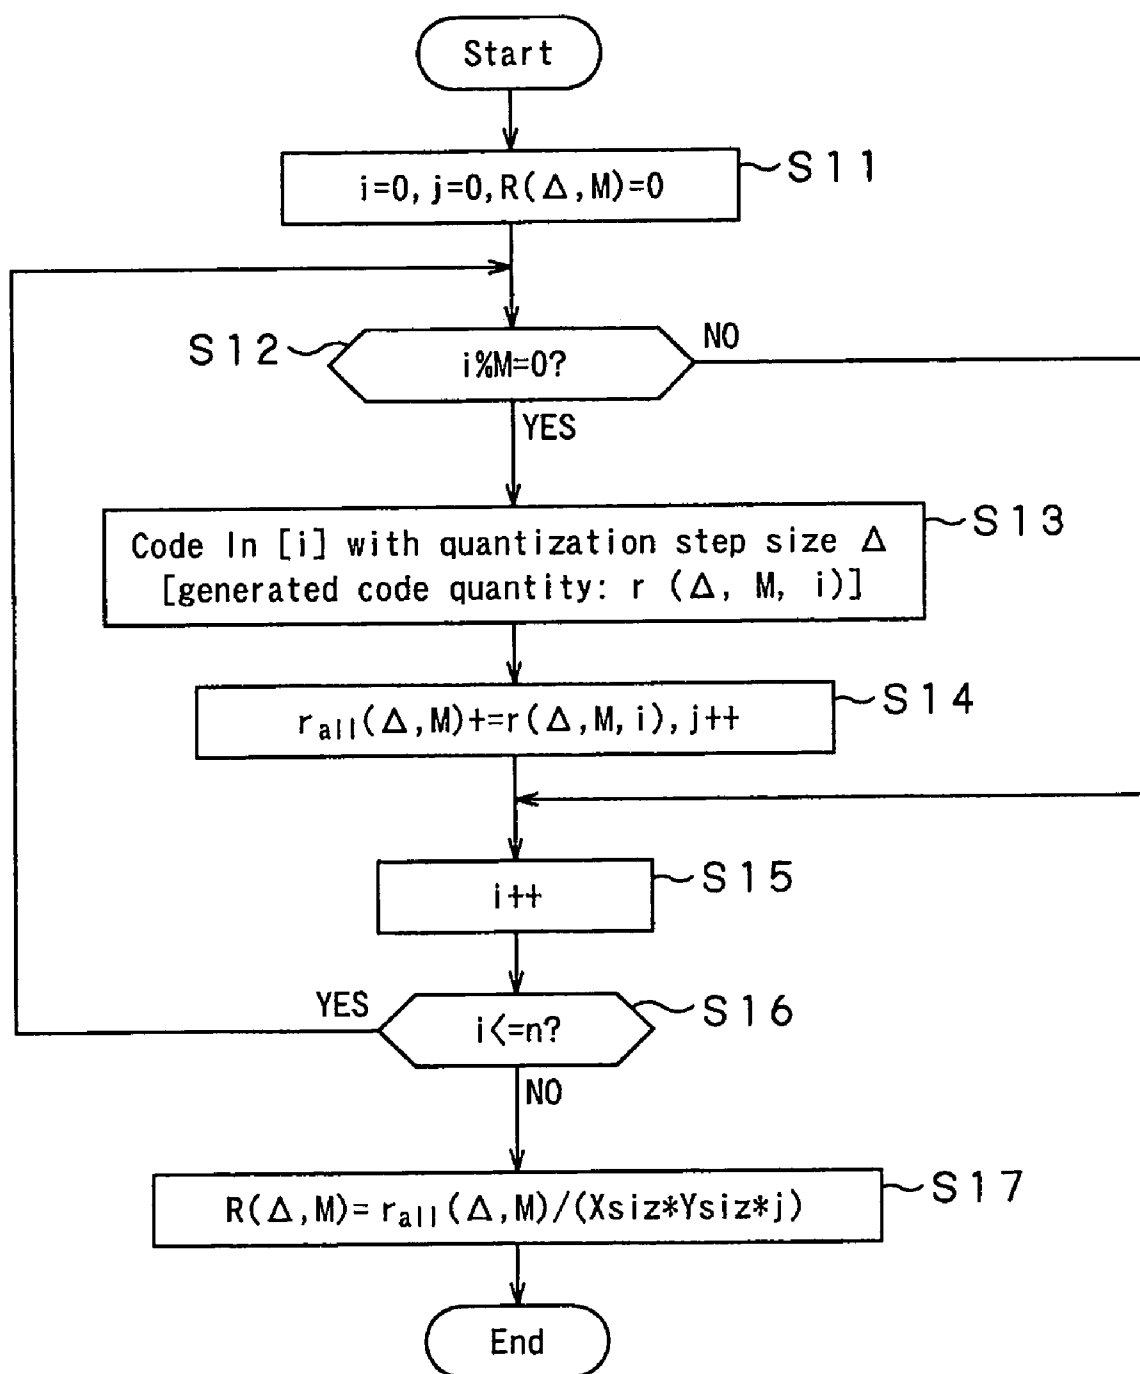 Start
i=0, j=0, R(Δ, M)=0
S11
S12
i%M=0?
NO
YES
Code In [i] with quantization step size Δ
[generated code quantity: r (Δ, M, i)]
S13
r_all(Δ, M)+=r(Δ, M, i), j++
S14
i++
S15
YES
i<=n?
S16
NO
R(Δ, M)= r_all(Δ, M)/(Xsiz*Ysiz*j)
S17
End